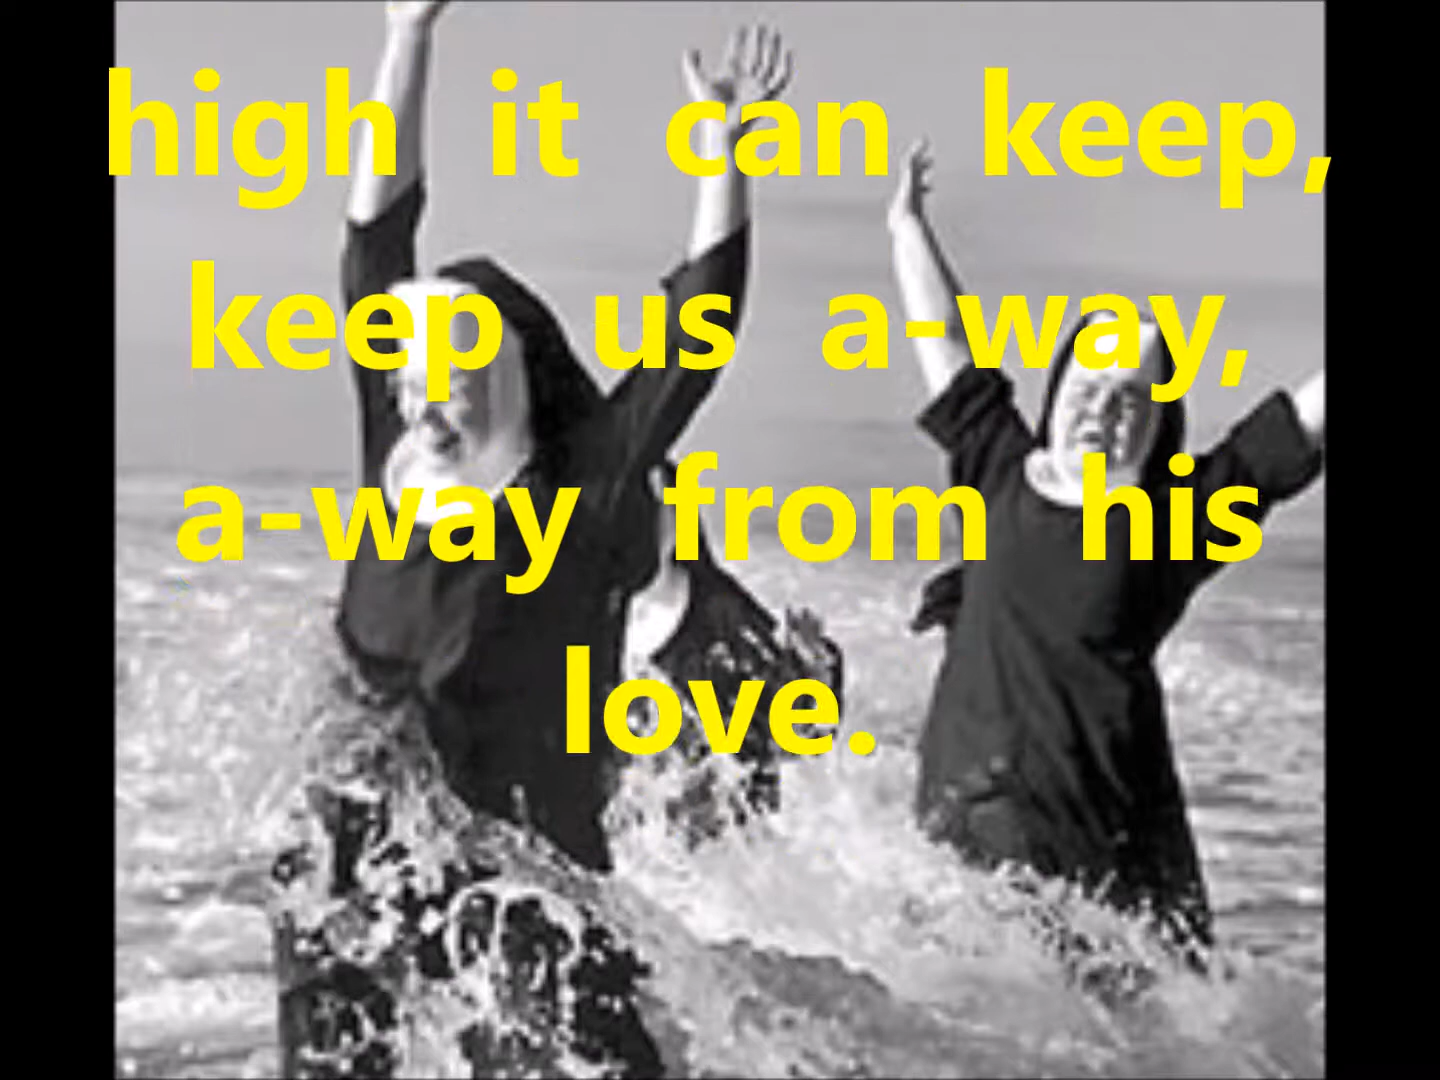 high it can keep,
keep us a-way,
a-way from his
love.